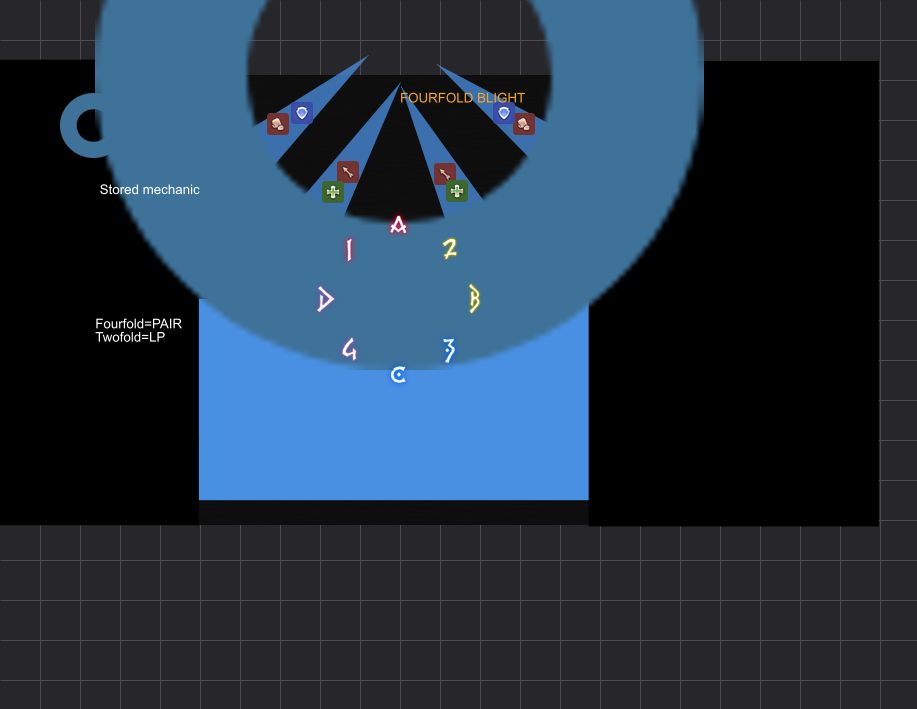 FOURFOLD BLIGHT
Stored mechanic
A
1 2
D B
Fourfold=PAIR
Twofold=LP
4 3
C